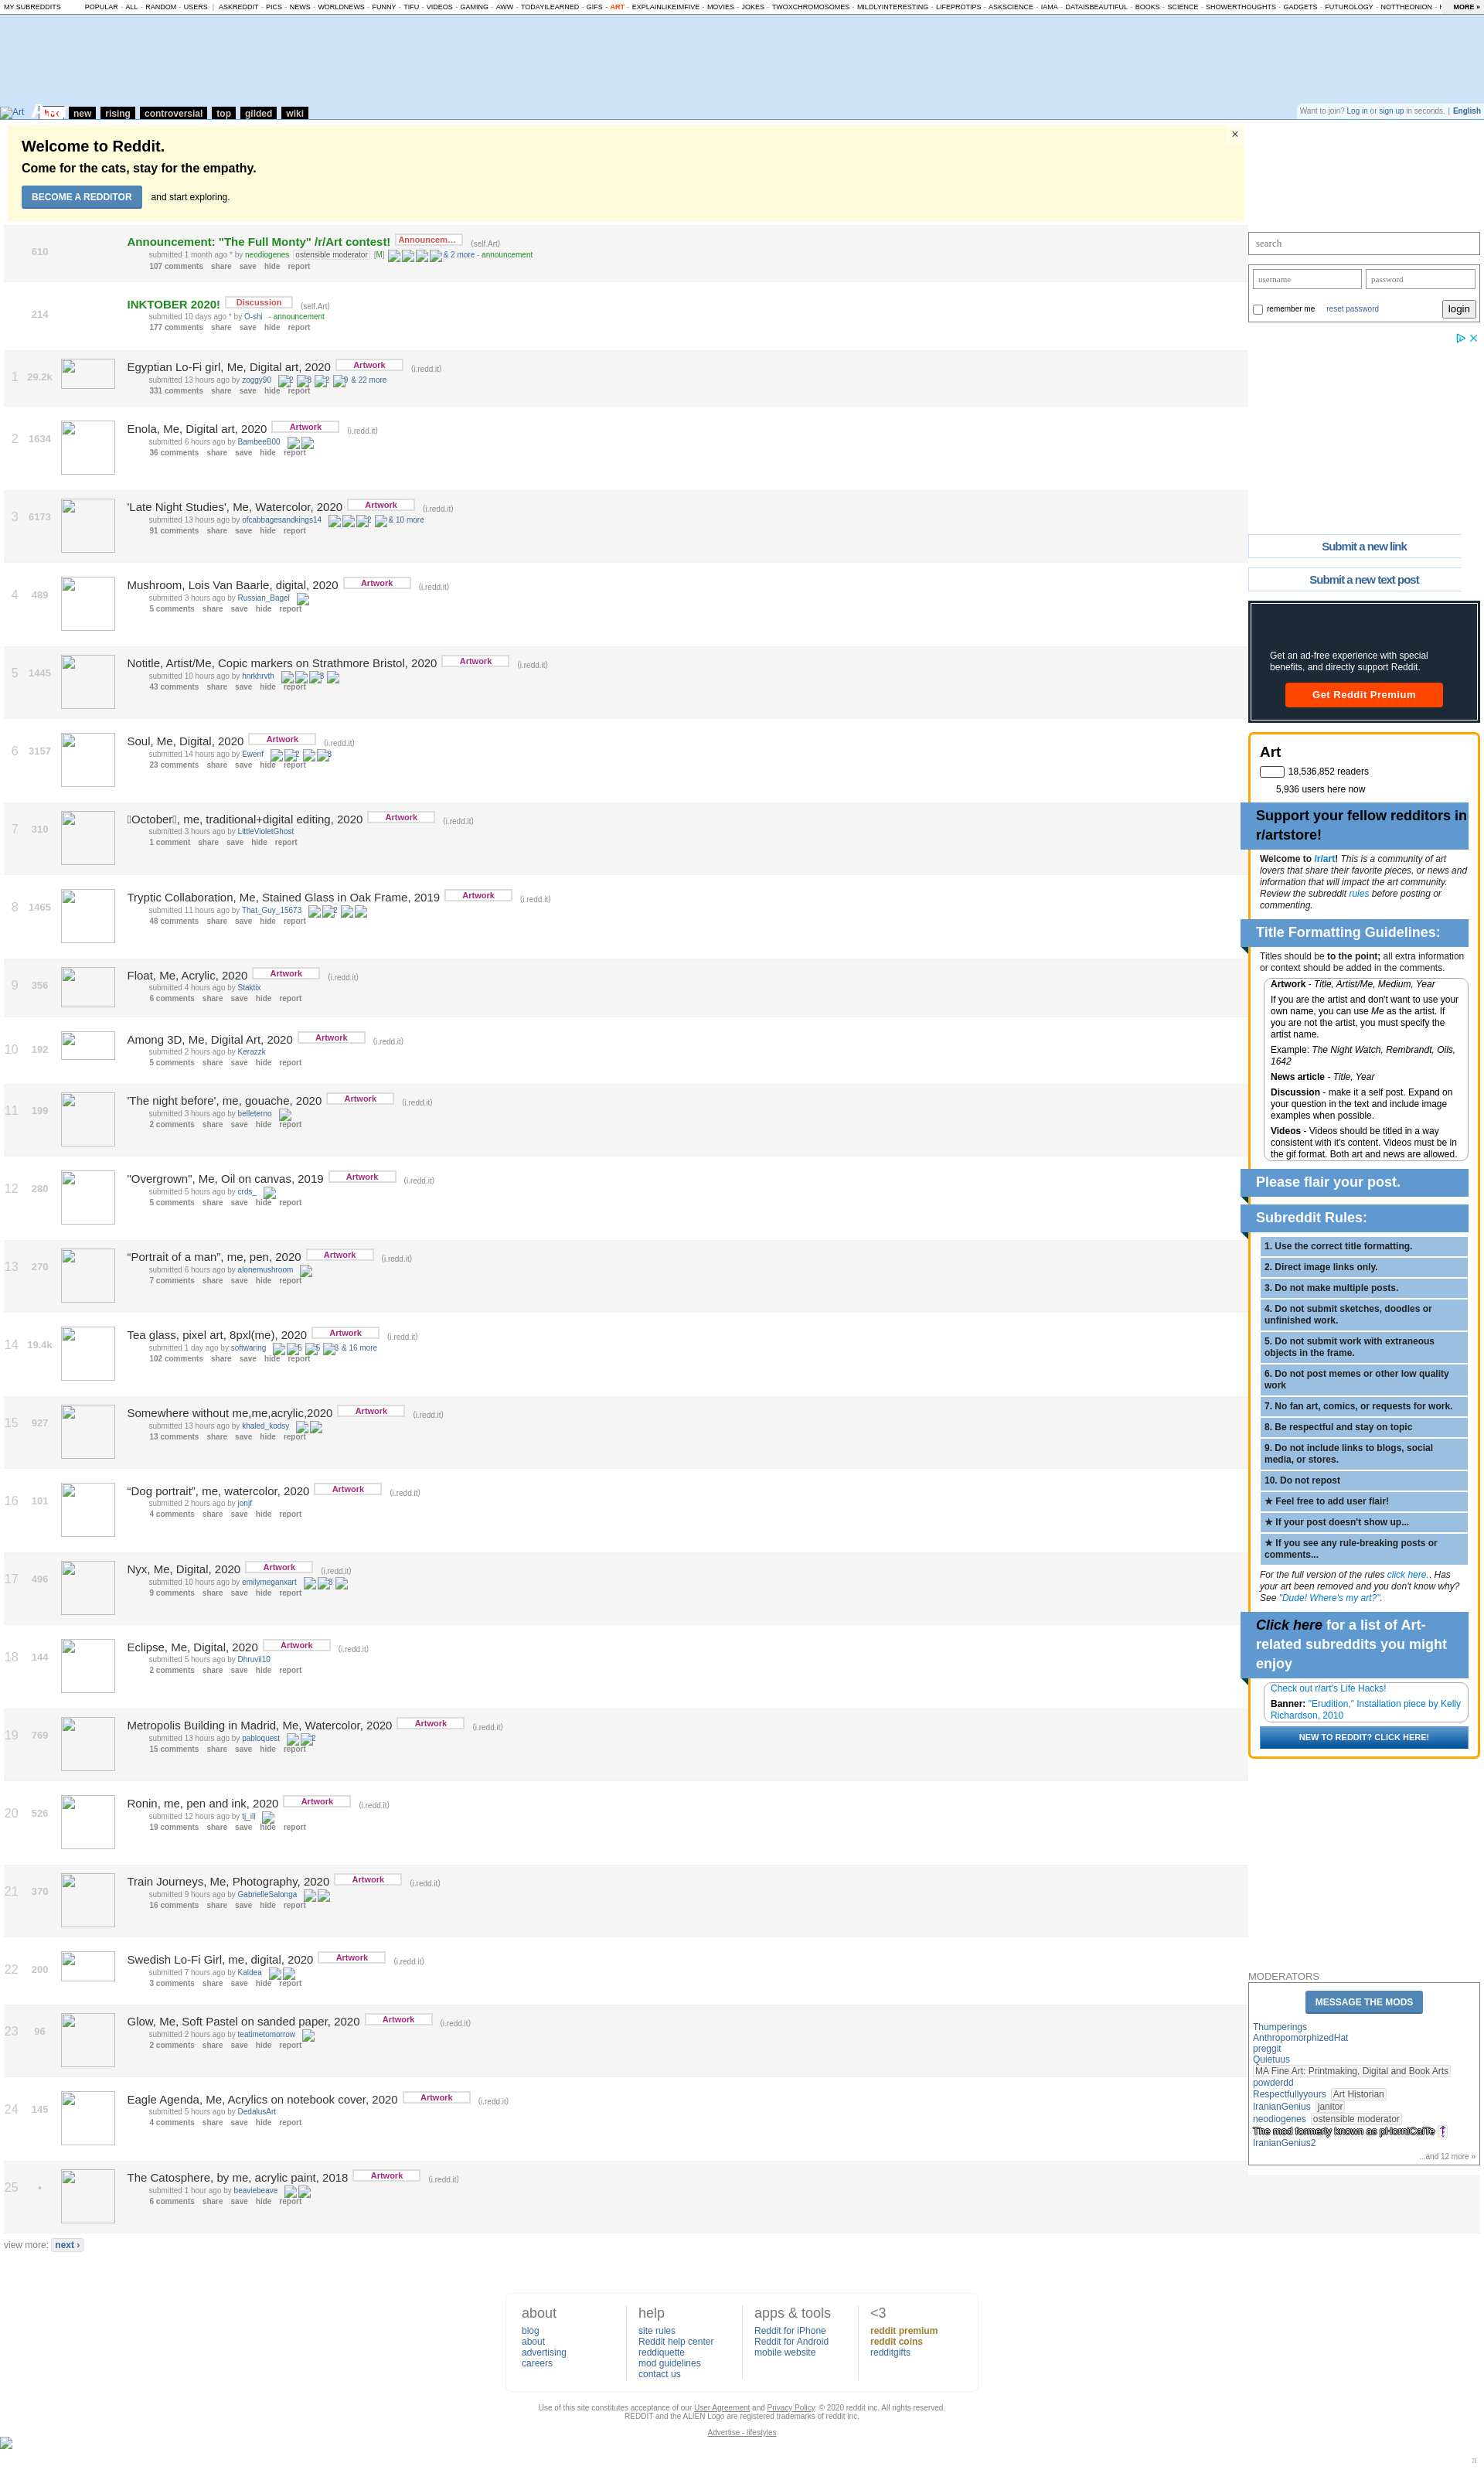 MY SUBREDDITS POPULAR - ALL - RANDOM - USERS | ASKREDDIT - PICS - NEWS - WORLDNEWS - FUNNY - TIFU - VIDEOS - GAMING - AWW - TODAYILEARNED - GIFS - ART - EXPLAINLIKEIMFIVE - MOVIES - JOKES - TWOXCHROMOSOMES - MILDLYINTERESTING - LIFEPROTIPS - ASKSCIENCE - IAMA - DATAISBEAUTIFUL - BOOKS - SCIENCE - SHOWERTHOUGHTS - GADGETS - FUTUROLOGY - NOTTHEONION - MORE »
Art hot new rising controversial top gilded wiki
Want to join? Log in or sign up in seconds. | English
Welcome to Reddit.
Come for the cats, stay for the empathy.
BECOME A REDDITOR and start exploring.
×
610
Announcement: "The Full Monty" /r/Art contest! Announcem… (self.Art)
submitted 1 month ago * by neodiogenes ostensible moderator [M] & 2 more - announcement
107 comments share save hide report
214
INKTOBER 2020! Discussion (self.Art)
submitted 10 days ago * by O-shi - announcement
177 comments share save hide report
1 29.2k
Egyptian Lo-Fi girl, Me, Digital art, 2020 Artwork (i.redd.it)
submitted 13 hours ago by zoggy90 2 3 2 9 & 22 more
331 comments share save hide report
2 1634
Enola, Me, Digital art, 2020 Artwork (i.redd.it)
submitted 6 hours ago by BambeeB00
36 comments share save hide report
3 6173
'Late Night Studies', Me, Watercolor, 2020 Artwork (i.redd.it)
submitted 13 hours ago by ofcabbagesandkings14 2 & 10 more
91 comments share save hide report
4 489
Mushroom, Lois Van Baarle, digital, 2020 Artwork (i.redd.it)
submitted 3 hours ago by Russian_Bagel
5 comments share save hide report
5 1445
Notitle, Artist/Me, Copic markers on Strathmore Bristol, 2020 Artwork (i.redd.it)
submitted 10 hours ago by hnrkhrvth 3
43 comments share save hide report
6 3157
Soul, Me, Digital, 2020 Artwork (i.redd.it)
submitted 14 hours ago by Ewenf 2 3
23 comments share save hide report
7 310
October, me, traditional+digital editing, 2020 Artwork (i.redd.it)
submitted 3 hours ago by LittleVioletGhost
1 comment share save hide report
8 1465
Tryptic Collaboration, Me, Stained Glass in Oak Frame, 2019 Artwork (i.redd.it)
submitted 11 hours ago by That_Guy_15673 2
48 comments share save hide report
9 356
Float, Me, Acrylic, 2020 Artwork (i.redd.it)
submitted 4 hours ago by Staktix
6 comments share save hide report
10 192
Among 3D, Me, Digital Art, 2020 Artwork (i.redd.it)
submitted 2 hours ago by Kerazzk
5 comments share save hide report
11 199
'The night before', me, gouache, 2020 Artwork (i.redd.it)
submitted 3 hours ago by belleterno
2 comments share save hide report
12 280
"Overgrown", Me, Oil on canvas, 2019 Artwork (i.redd.it)
submitted 5 hours ago by crds_
5 comments share save hide report
13 270
“Portrait of a man”, me, pen, 2020 Artwork (i.redd.it)
submitted 6 hours ago by alonemushroom
7 comments share save hide report
14 19.4k
Tea glass, pixel art, 8pxl(me), 2020 Artwork (i.redd.it)
submitted 1 day ago by softwaring 5 5 3 & 16 more
102 comments share save hide report
15 927
Somewhere without me,me,acrylic,2020 Artwork (i.redd.it)
submitted 13 hours ago by khaled_kodsy
13 comments share save hide report
16 101
“Dog portrait”, me, watercolor, 2020 Artwork (i.redd.it)
submitted 2 hours ago by jonjf
4 comments share save hide report
17 496
Nyx, Me, Digital, 2020 Artwork (i.redd.it)
submitted 10 hours ago by emilymeganxart 3
9 comments share save hide report
18 144
Eclipse, Me, Digital, 2020 Artwork (i.redd.it)
submitted 5 hours ago by Dhruvil10
2 comments share save hide report
19 769
Metropolis Building in Madrid, Me, Watercolor, 2020 Artwork (i.redd.it)
submitted 13 hours ago by pabloquest 2
15 comments share save hide report
20 526
Ronin, me, pen and ink, 2020 Artwork (i.redd.it)
submitted 12 hours ago by tj_ill
19 comments share save hide report
21 370
Train Journeys, Me, Photography, 2020 Artwork (i.redd.it)
submitted 9 hours ago by GabrielleSalonga
16 comments share save hide report
22 200
Swedish Lo-Fi Girl, me, digital, 2020 Artwork (i.redd.it)
submitted 7 hours ago by Kaldea
3 comments share save hide report
23 96
Glow, Me, Soft Pastel on sanded paper, 2020 Artwork (i.redd.it)
submitted 2 hours ago by teatimetomorrow
2 comments share save hide report
24 145
Eagle Agenda, Me, Acrylics on notebook cover, 2020 Artwork (i.redd.it)
submitted 5 hours ago by DedalusArt
4 comments share save hide report
25 •
The Catosphere, by me, acrylic paint, 2018 Artwork (i.redd.it)
submitted 1 hour ago by beaviebeave
6 comments share save hide report
view more: next ›
search
username password
remember me reset password login
Submit a new link
Submit a new text post
Get an ad-free experience with special
benefits, and directly support Reddit.
Get Reddit Premium
Art
18,536,852 readers
5,936 users here now
Support your fellow redditors in
r/artstore!
Welcome to /r/art! This is a community of art
lovers that share their favorite pieces, or news and
information that will impact the art community.
Review the subreddit rules before posting or
commenting.
Title Formatting Guidelines:
Titles should be to the point; all extra information
or context should be added in the comments.
Artwork - Title, Artist/Me, Medium, Year
If you are the artist and don't want to use your
own name, you can use Me as the artist. If
you are not the artist, you must specify the
artist name.
Example: The Night Watch, Rembrandt, Oils,
1642
News article - Title, Year
Discussion - make it a self post. Expand on
your question in the text and include image
examples when possible.
Videos - Videos should be titled in a way
consistent with it's content. Videos must be in
the gif format. Both art and news are allowed.
Please flair your post.
Subreddit Rules:
1. Use the correct title formatting.
2. Direct image links only.
3. Do not make multiple posts.
4. Do not submit sketches, doodles or
unfinished work.
5. Do not submit work with extraneous
objects in the frame.
6. Do not post memes or other low quality
work
7. No fan art, comics, or requests for work.
8. Be respectful and stay on topic
9. Do not include links to blogs, social
media, or stores.
10. Do not repost
★ Feel free to add user flair!
★ If your post doesn't show up...
★ If you see any rule-breaking posts or
comments...
For the full version of the rules click here.. Has
your art been removed and you don't know why?
See "Dude! Where's my art?".
Click here for a list of Art-
related subreddits you might
enjoy
Check out r/art's Life Hacks!
Banner: "Erudition," Installation piece by Kelly
Richardson, 2010
NEW TO REDDIT? CLICK HERE!
MODERATORS
MESSAGE THE MODS
Thumperings
AnthropomorphizedHat
preggit
Quietuus
MA Fine Art: Printmaking, Digital and Book Arts
powderdd
Respectfullyyours Art Historian
IranianGenius janitor
neodiogenes ostensible moderator
The mod formerly known as pHorniCaiTe
IranianGenius2
...and 12 more »
about
blog
about
advertising
careers
help
site rules
Reddit help center
reddiquette
mod guidelines
contact us
apps & tools
Reddit for iPhone
Reddit for Android
mobile website
<3
reddit premium
reddit coins
redditgifts
Use of this site constitutes acceptance of our User Agreement and Privacy Policy. © 2020 reddit inc. All rights reserved.
REDDIT and the ALIEN Logo are registered trademarks of reddit inc.
Advertise - lifestyles
π